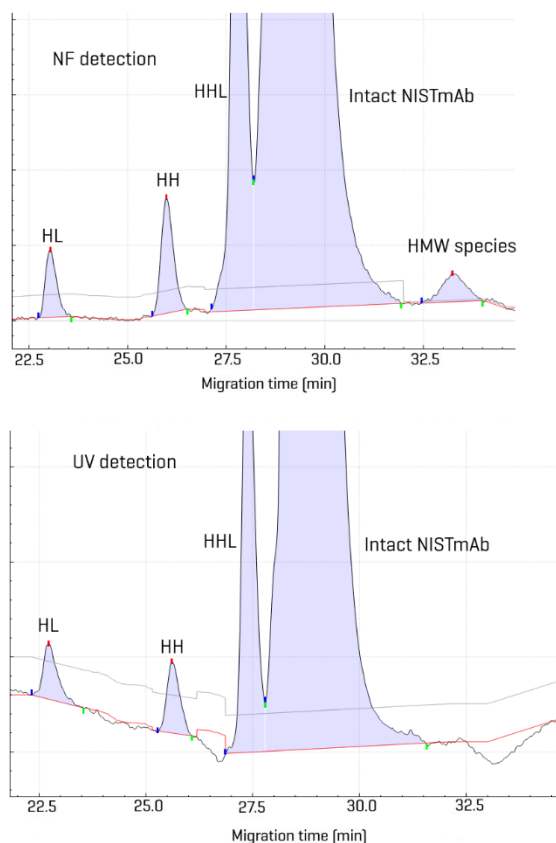 NF detection
HHL
Intact NISTmAb
HH
HL
HMW species
22.5 25.0 27.5 30.0 32.5
Migration time [min]
UV detection
HHL
Intact NISTmAb
HL
HH
22.5 25.0 27.5 30.0 32.5
Migration time [min]